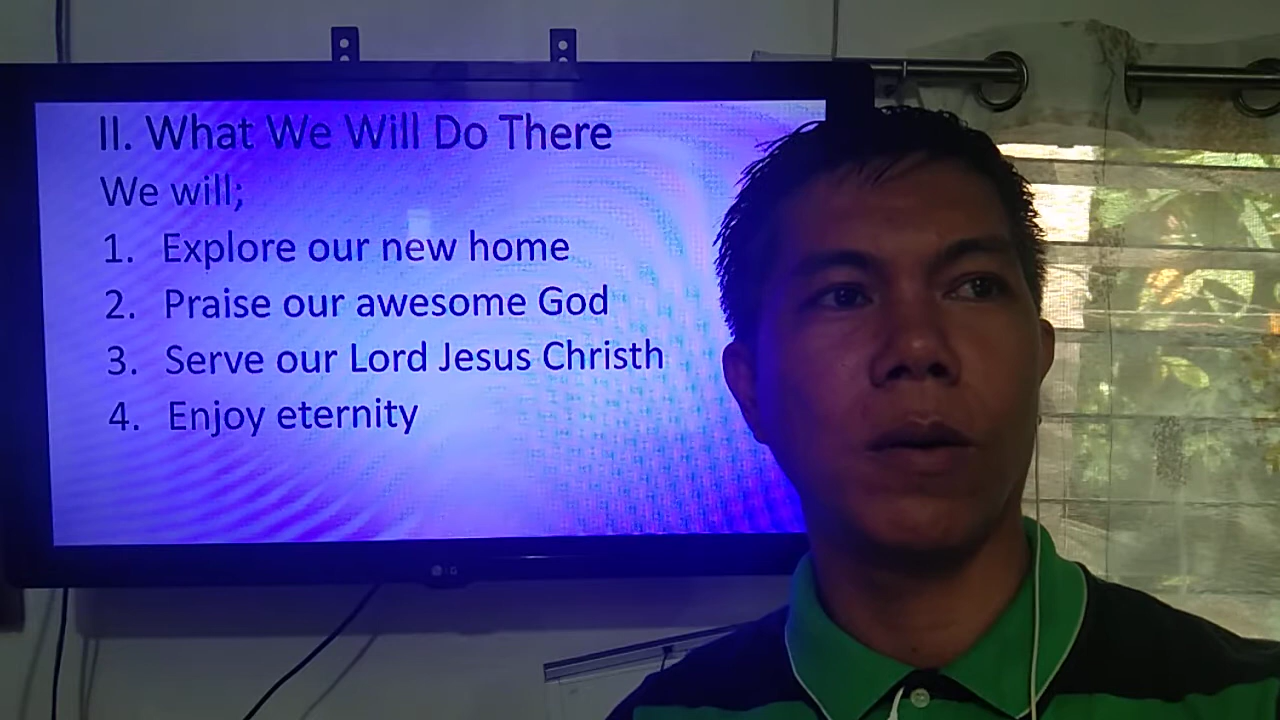 II. What We Will Do There
We will;
1. Explore our new home
2. Praise our awesome God
3. Serve our Lord Jesus Christh
4. Enjoy eternity
LG